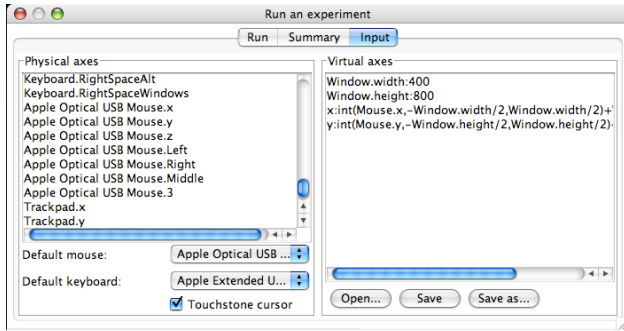 Run an experiment
Run Summary Input
Physical axes
Keyboard.RightSpaceAlt
Keyboard.RightSpaceWindows
Apple Optical USB Mouse.x
Apple Optical USB Mouse.y
Apple Optical USB Mouse.z
Apple Optical USB Mouse.Left
Apple Optical USB Mouse.Right
Apple Optical USB Mouse.Middle
Apple Optical USB Mouse.3
Trackpad.x
Trackpad.y
Default mouse: Apple Optical USB ...
Default keyboard: Apple Extended U...
Touchstone cursor
Virtual axes
Window.width:400
Window.height:800
x:int(Mouse.x,-Window.width/2,Window.width/2)+
y:int(Mouse.y,-Window.height/2,Window.height/2)-
Open... Save Save as...